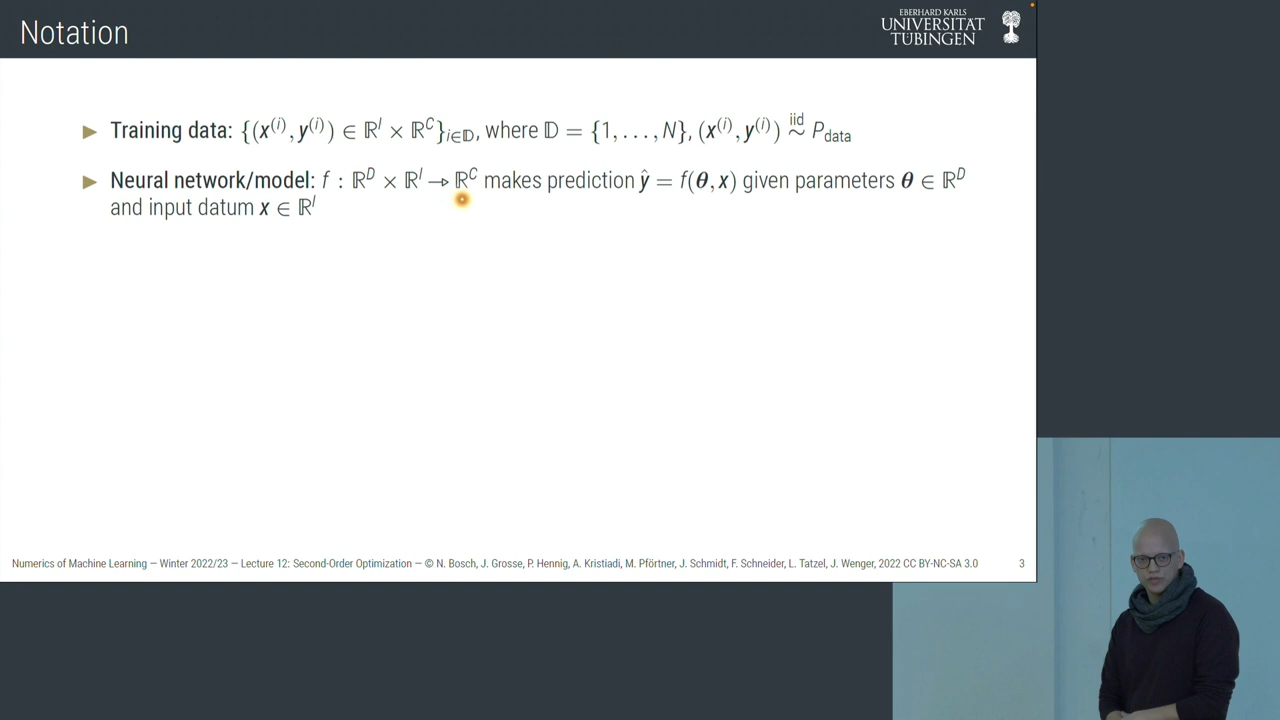 Notation
EBERHARD KARLS
UNIVERSITÄT
TÜBINGEN
► Training data: {(x^(i), y^(i)) ∈ ℝ^I × ℝ^C}_{i∈𝔻}, where 𝔻 = {1, …, N}, (x^(i), y^(i)) iid ∼ P_data
► Neural network/model: f : ℝ^D × ℝ^I → ℝ^C makes prediction ŷ = f(θ, x) given parameters θ ∈ ℝ^D
and input datum x ∈ ℝ^I
Numerics of Machine Learning — Winter 2022/23 — Lecture 12: Second-Order Optimization — © N. Bosch, J. Grosse, P. Hennig, A. Kristiadi, M. Pförtner, J. Schmidt, F. Schneider, L. Tatzel, J. Wenger, 2022 CC BY-NC-SA 3.0 3